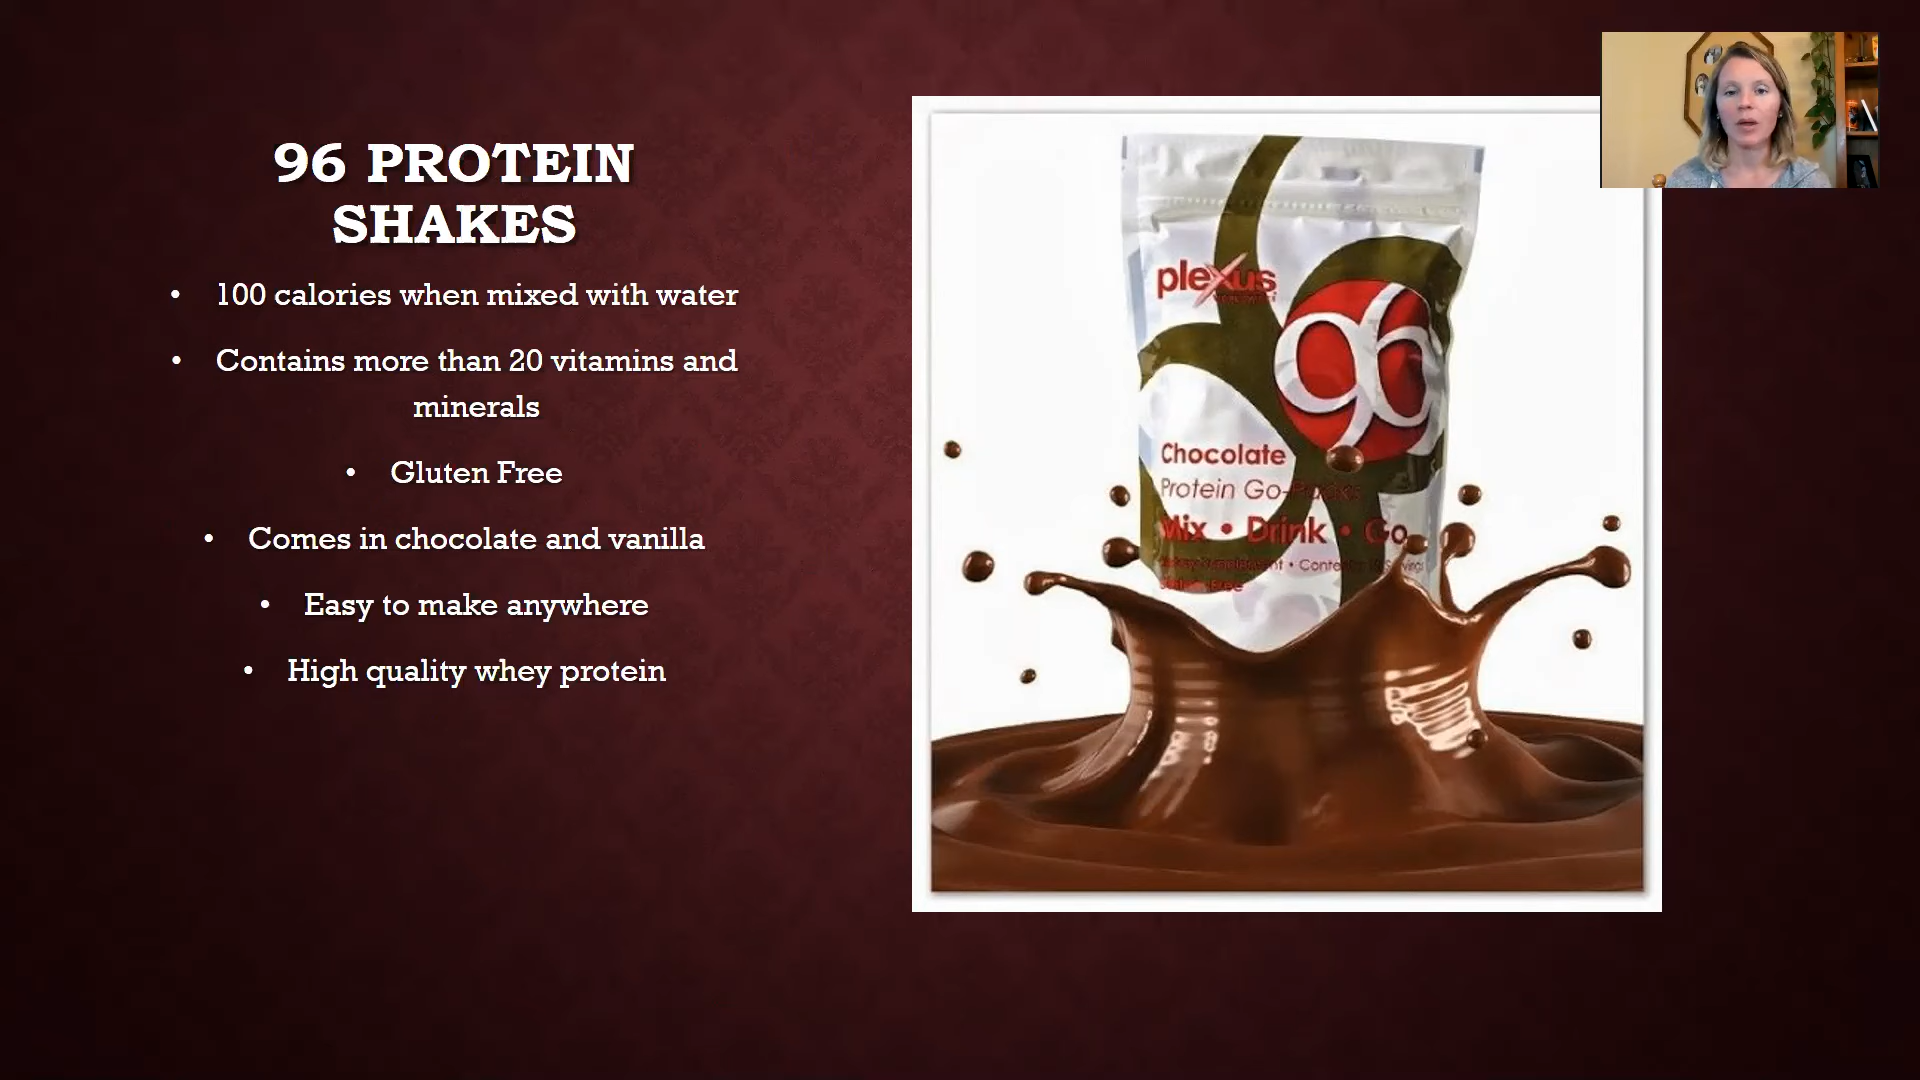 96 PROTEIN
SHAKES
• 100 calories when mixed with water
• Contains more than 20 vitamins and
minerals
• Gluten Free
• Comes in chocolate and vanilla
• Easy to make anywhere
• High quality whey protein
plexus
96
Chocolate
Protein Go-Packs
Mix • Drink • Go